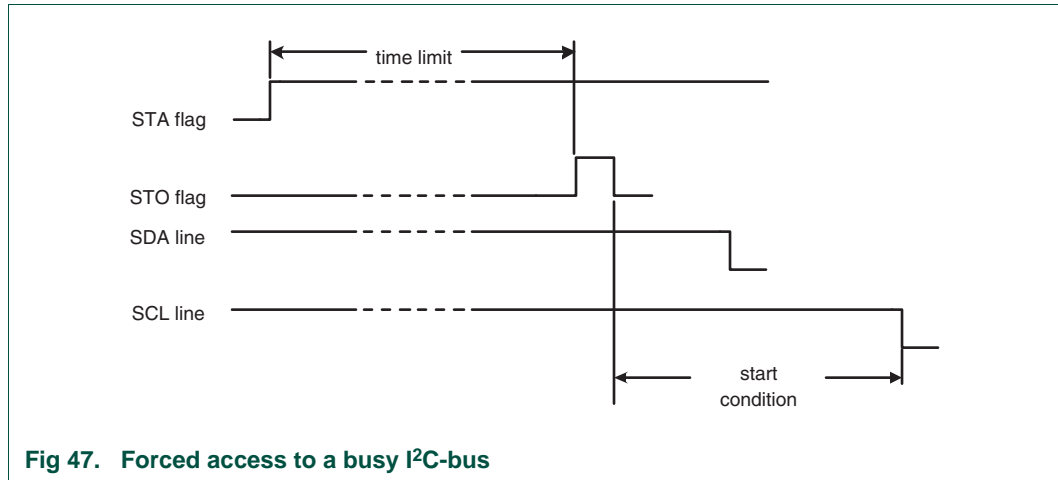 time limit
STA flag
STO flag
SDA line
SCL line
start
condition
Fig 47. Forced access to a busy I²C-bus